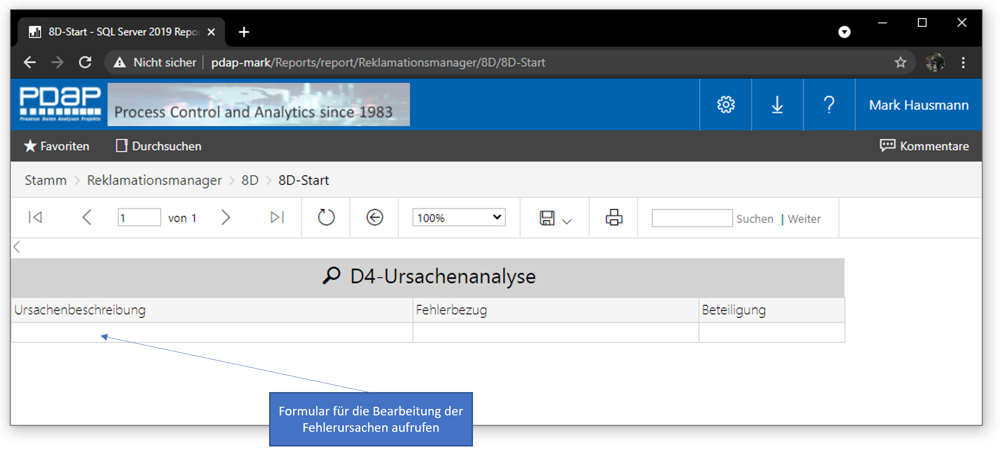 8D-Start - SQL Server 2019 Repo
Nicht sicher | pdap-mark/Reports/report/Reklamationsmanager/8D/8D-Start
PDAP
Prozesse Daten Analysen Projekte
Process Control and Analytics since 1983
?
Mark Hausmann
Favoriten
Durchsuchen
Kommentare
Stamm > Reklamationsmanager > 8D > 8D-Start
1 von 1
100%
Suchen | Weiter
D4-Ursachenanalyse
Ursachenbeschreibung
Fehlerbezug
Beteiligung
Formular für die Bearbeitung der
Fehlerursachen aufrufen